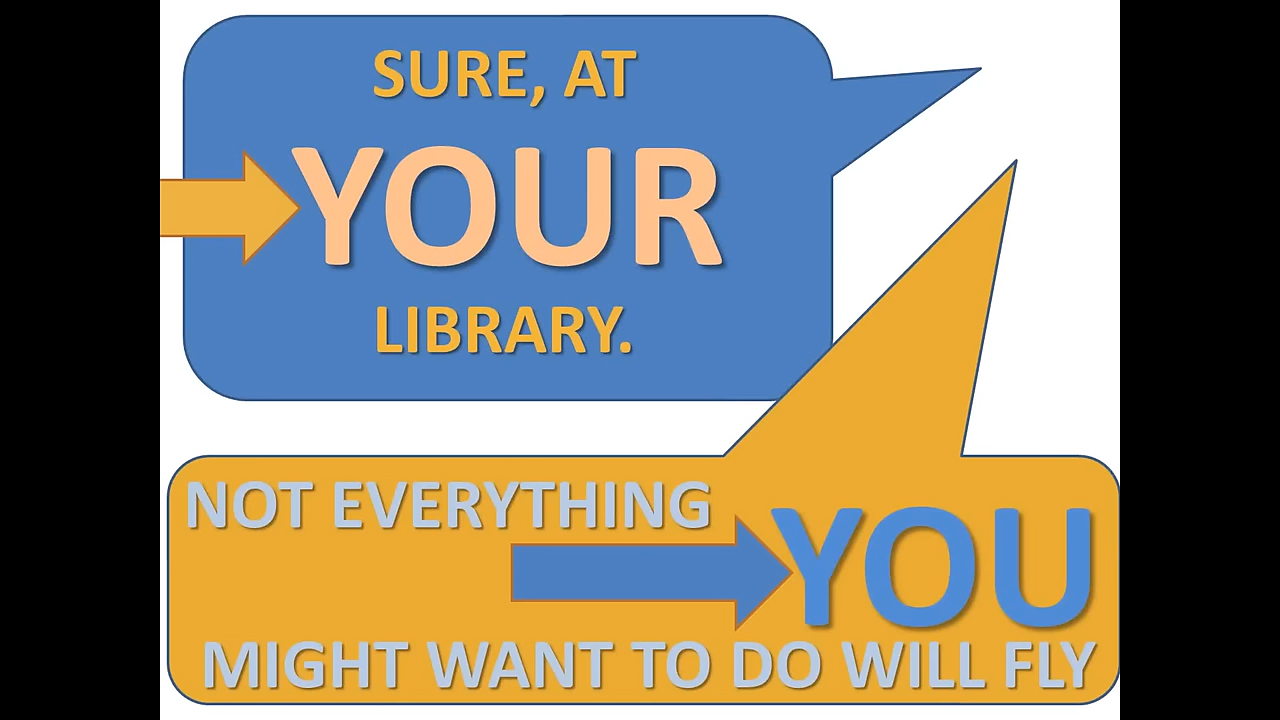 SURE, AT
YOUR
LIBRARY.
NOT EVERYTHING
YOU
MIGHT WANT TO DO WILL FLY